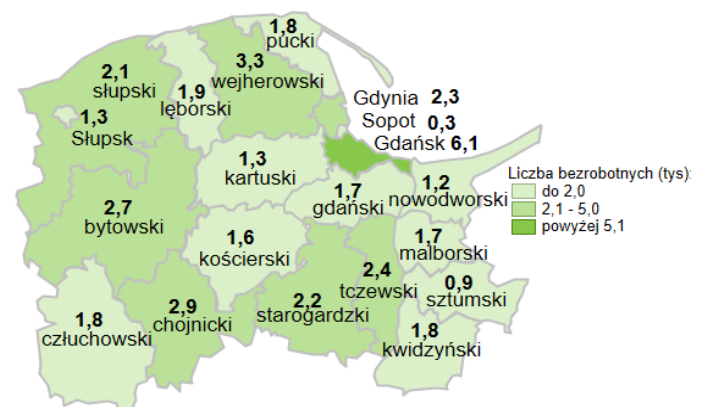 1,8
pucki
3,3
wejherowski
2,1
słupski
1,9
lęborski
1,3
Słupsk
Gdynia 2,3
Sopot 0,3
Gdańsk 6,1
1,3
kartuski
1,7
gdański
1,2
nowodworski
Liczba bezrobotnych (tys):
do 2,0
2,1 - 5,0
powyżej 5,1
2,7
bytowski
1,6
kościerski
1,7
malborski
2,4
tczewski
0,9
sztumski
2,9
chojnicki
2,2
starogardzki
1,8
człuchowski
1,8
kwidzyński